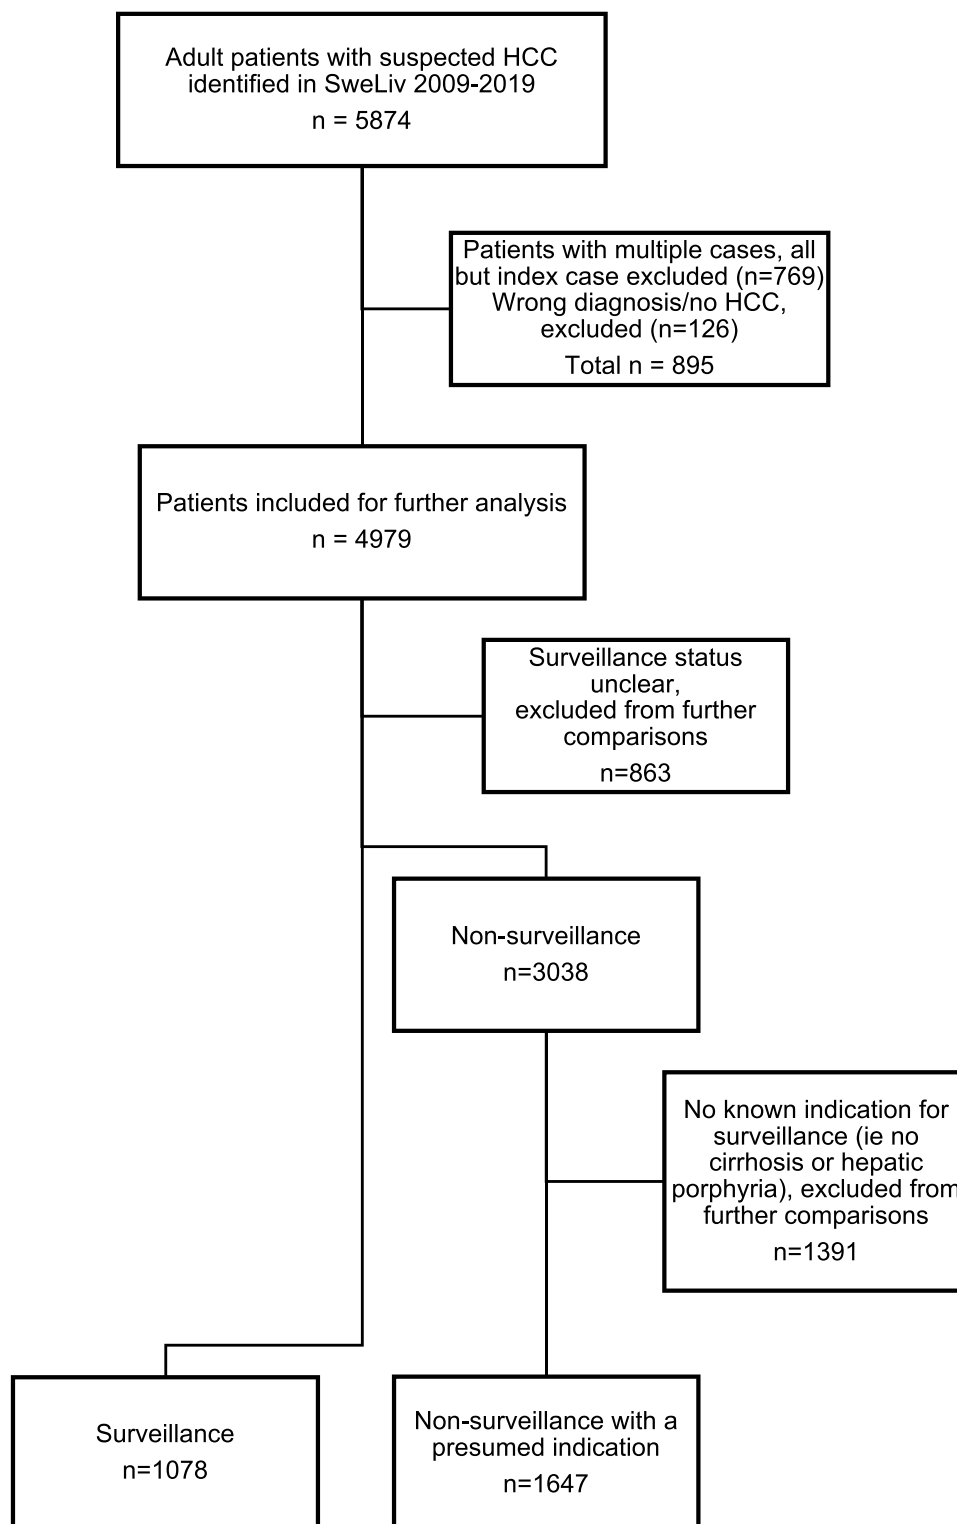 Adult patients with suspected HCC
identified in SweLiv 2009-2019
n = 5874
Patients with multiple cases, all
but index case excluded (n=769)
Wrong diagnosis/no HCC,
excluded (n=126)
Total n = 895
Patients included for further analysis
n = 4979
Surveillance status
unclear,
excluded from further
comparisons
n=863
Non-surveillance
n=3038
No known indication for
surveillance (ie no
cirrhosis or hepatic
porphyria), excluded from
further comparisons
n=1391
Surveillance
n=1078
Non-surveillance with a
presumed indication
n=1647